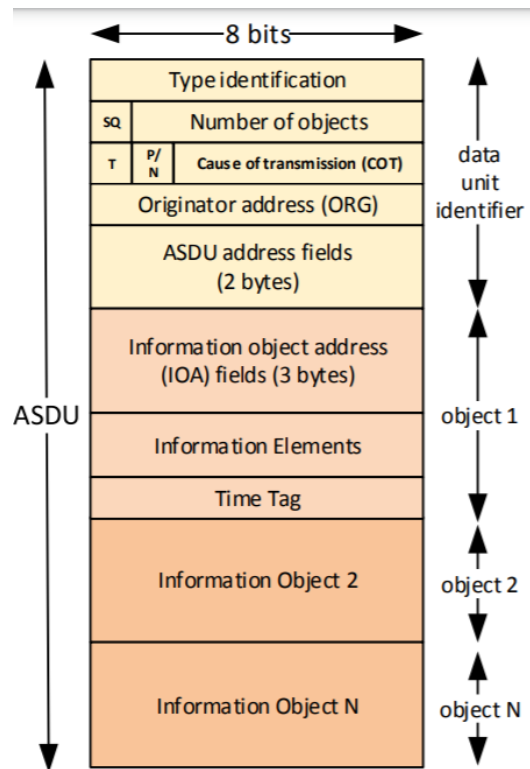 8 bits
Type identification
SQ
Number of objects
T
P/
N
Cause of transmission (COT)
Originator address (ORG)
ASDU address fields
(2 bytes)
data
unit
identifier
Information object address
(IOA) fields (3 bytes)
ASDU
Information Elements
object 1
Time Tag
Information Object 2
object 2
Information Object N
object N